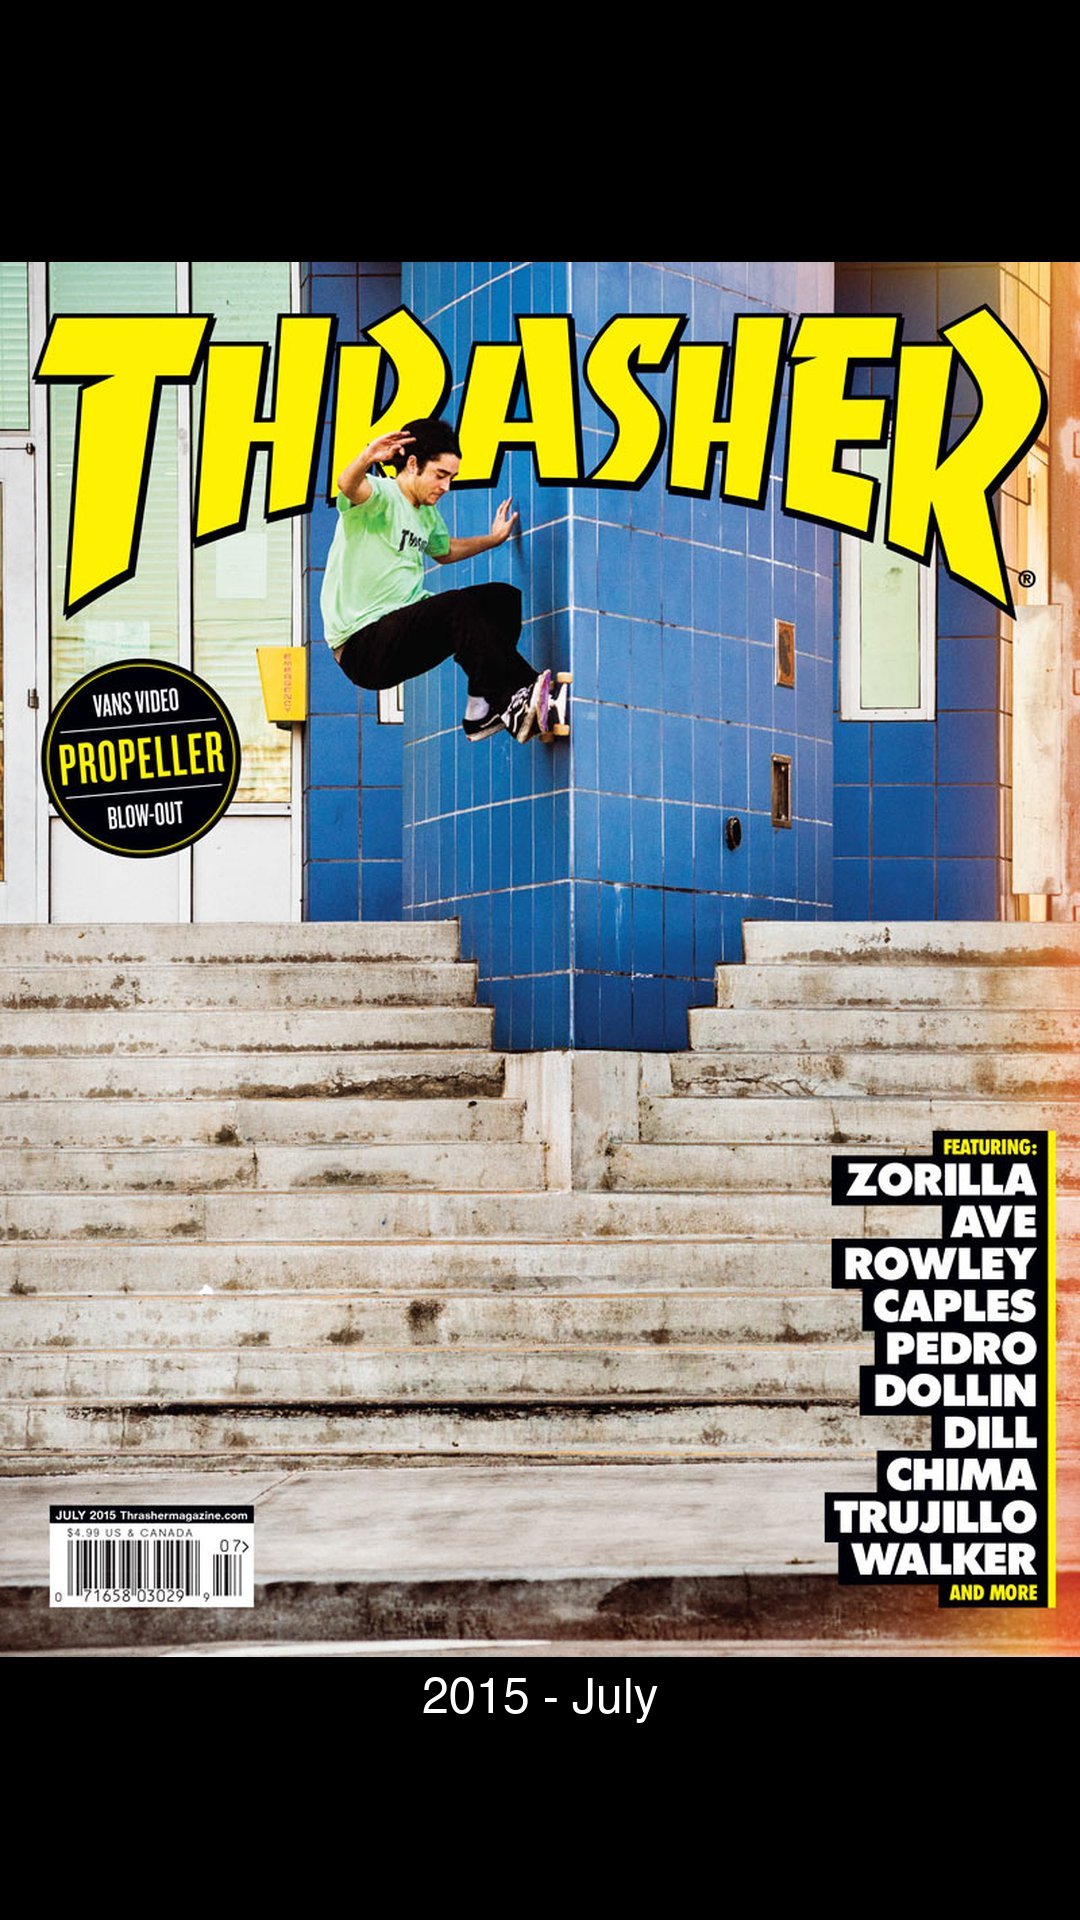 THRASHER
®
EMERGENCY
VANS VIDEO
PROPELLER
BLOW-OUT
FEATURING:
ZORILLA
AVE
ROWLEY
CAPLES
PEDRO
DOLLIN
DILL
CHIMA
TRUJILLO
WALKER
AND MORE
JULY 2015 Thrashermagazine.com
$4.99 US & CANADA
07>
0 71658 03029 9
2015 - July